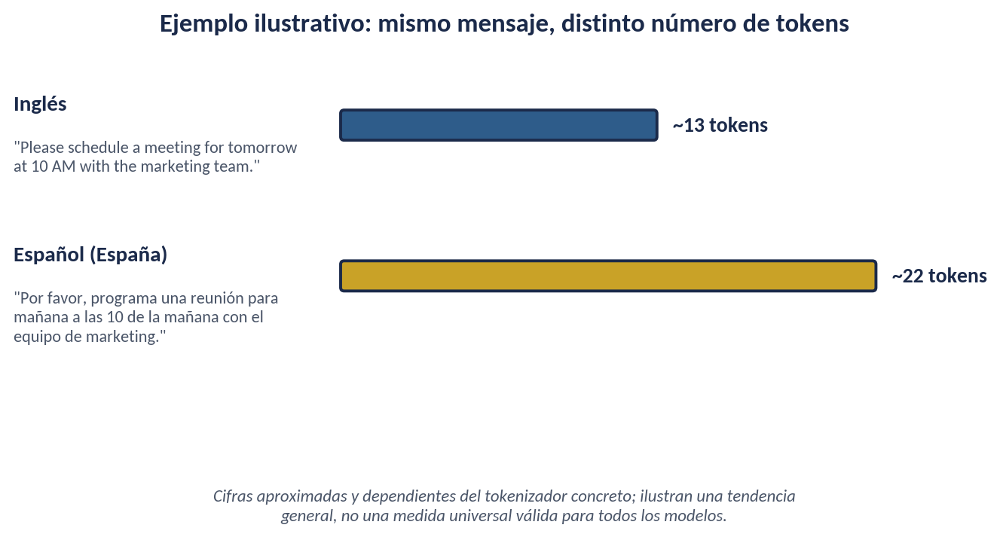 Ejemplo ilustrativo: mismo mensaje, distinto número de tokens
Inglés
~13 tokens
"Please schedule a meeting for tomorrow
at 10 AM with the marketing team."
Español (España)
~22 tokens
"Por favor, programa una reunión para
mañana a las 10 de la mañana con el
equipo de marketing."
Cifras aproximadas y dependientes del tokenizador concreto; ilustran una tendencia
general, no una medida universal válida para todos los modelos.